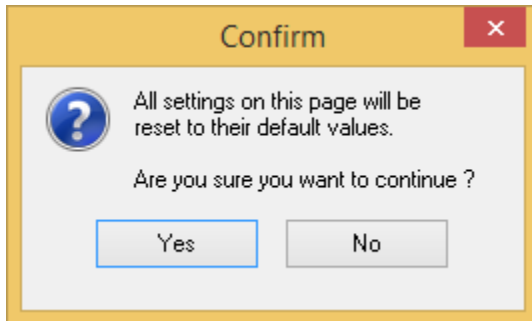 Confirm
All settings on this page will be
reset to their default values.
Are you sure you want to continue ?
Yes
No